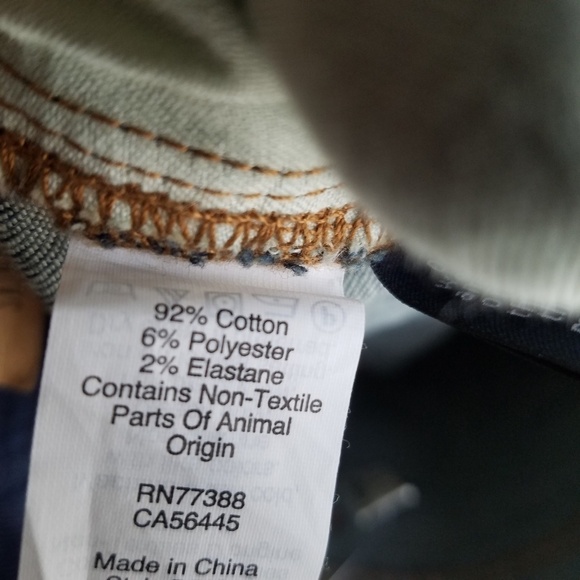 92% Cotton
6% Polyester
2% Elastane
Contains Non-Textile
Parts Of Animal
Origin
RN77388
CA56445
Made in China